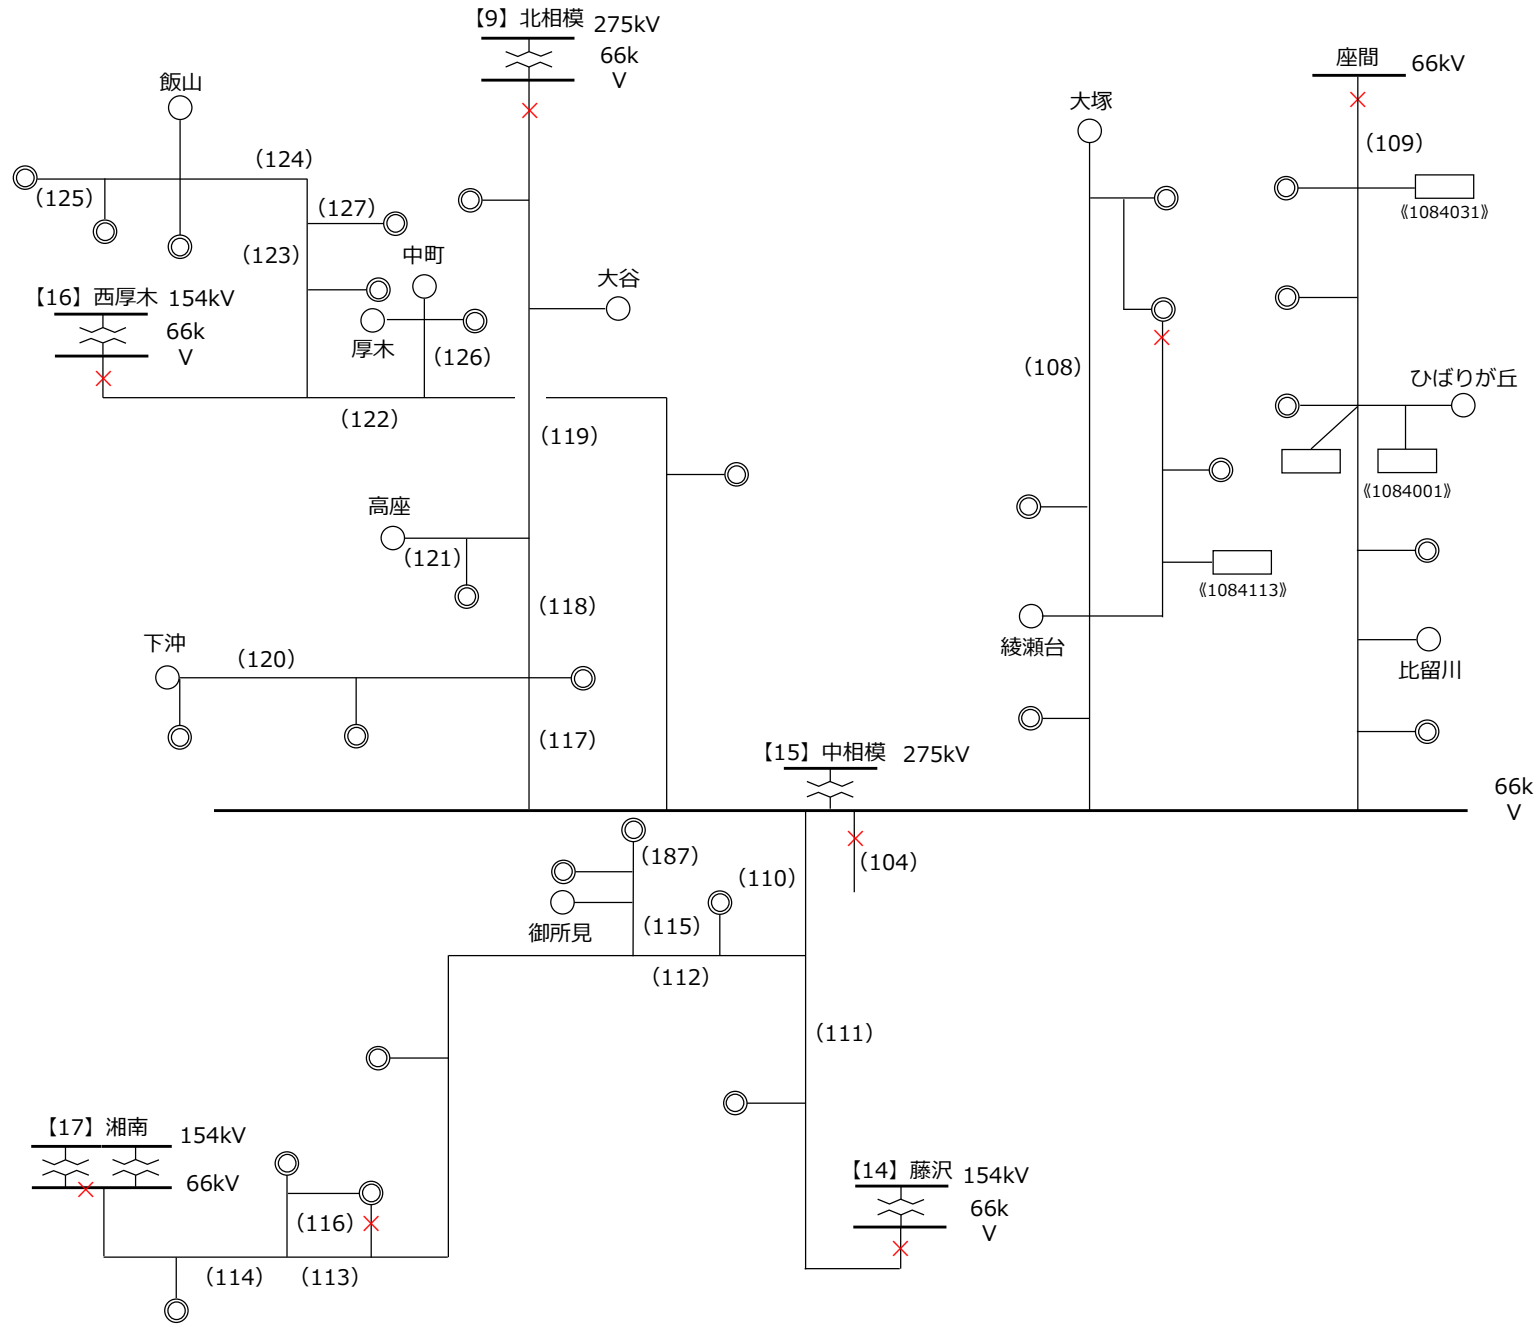 【9】北相模 275kV
66k
V
飯山
（124）
（125）
（127）
（123）
中町
【16】西厚木 154kV
66k
V
厚木
（126）
（122）
大谷
（119）
高座
（121）
（118）
下沖
（120）
（117）
大塚
（108）
綾瀬台
《1084113》
座間 66kV
（109）
《1084031》
ひばりが丘
《1084001》
比留川
【15】中相模 275kV
66k
V
（187）
（110）
（104）
御所見
（115）
（112）
（111）
【17】湘南 154kV
66kV
（116）
（114）
（113）
【14】藤沢 154kV
66k
V